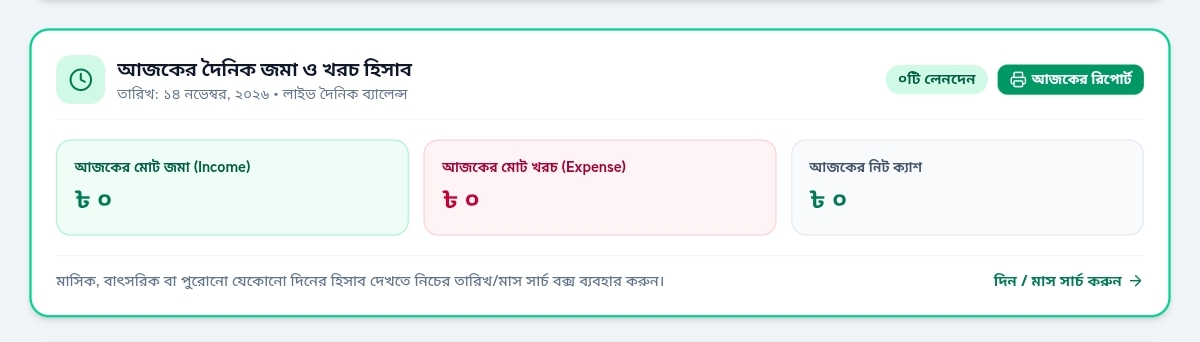 আজকের দৈনিক জমা ও খরচ হিসাব
তারিখ: ১৪ নভেম্বর, ২০২৬ • লাইভ দৈনিক ব্যালেন্স
০টি লেনদেন
আজকের রিপোর্ট
আজকের মোট জমা (Income)
৳ ০
আজকের মোট খরচ (Expense)
৳ ০
আজকের নিট ক্যাশ
৳ ০
মাসিক, বাৎসরিক বা পুরোনো যেকোনো দিনের হিসাব দেখতে নিচের তারিখ/মাস সার্চ বক্স ব্যবহার করুন।
দিন / মাস সার্চ করুন →